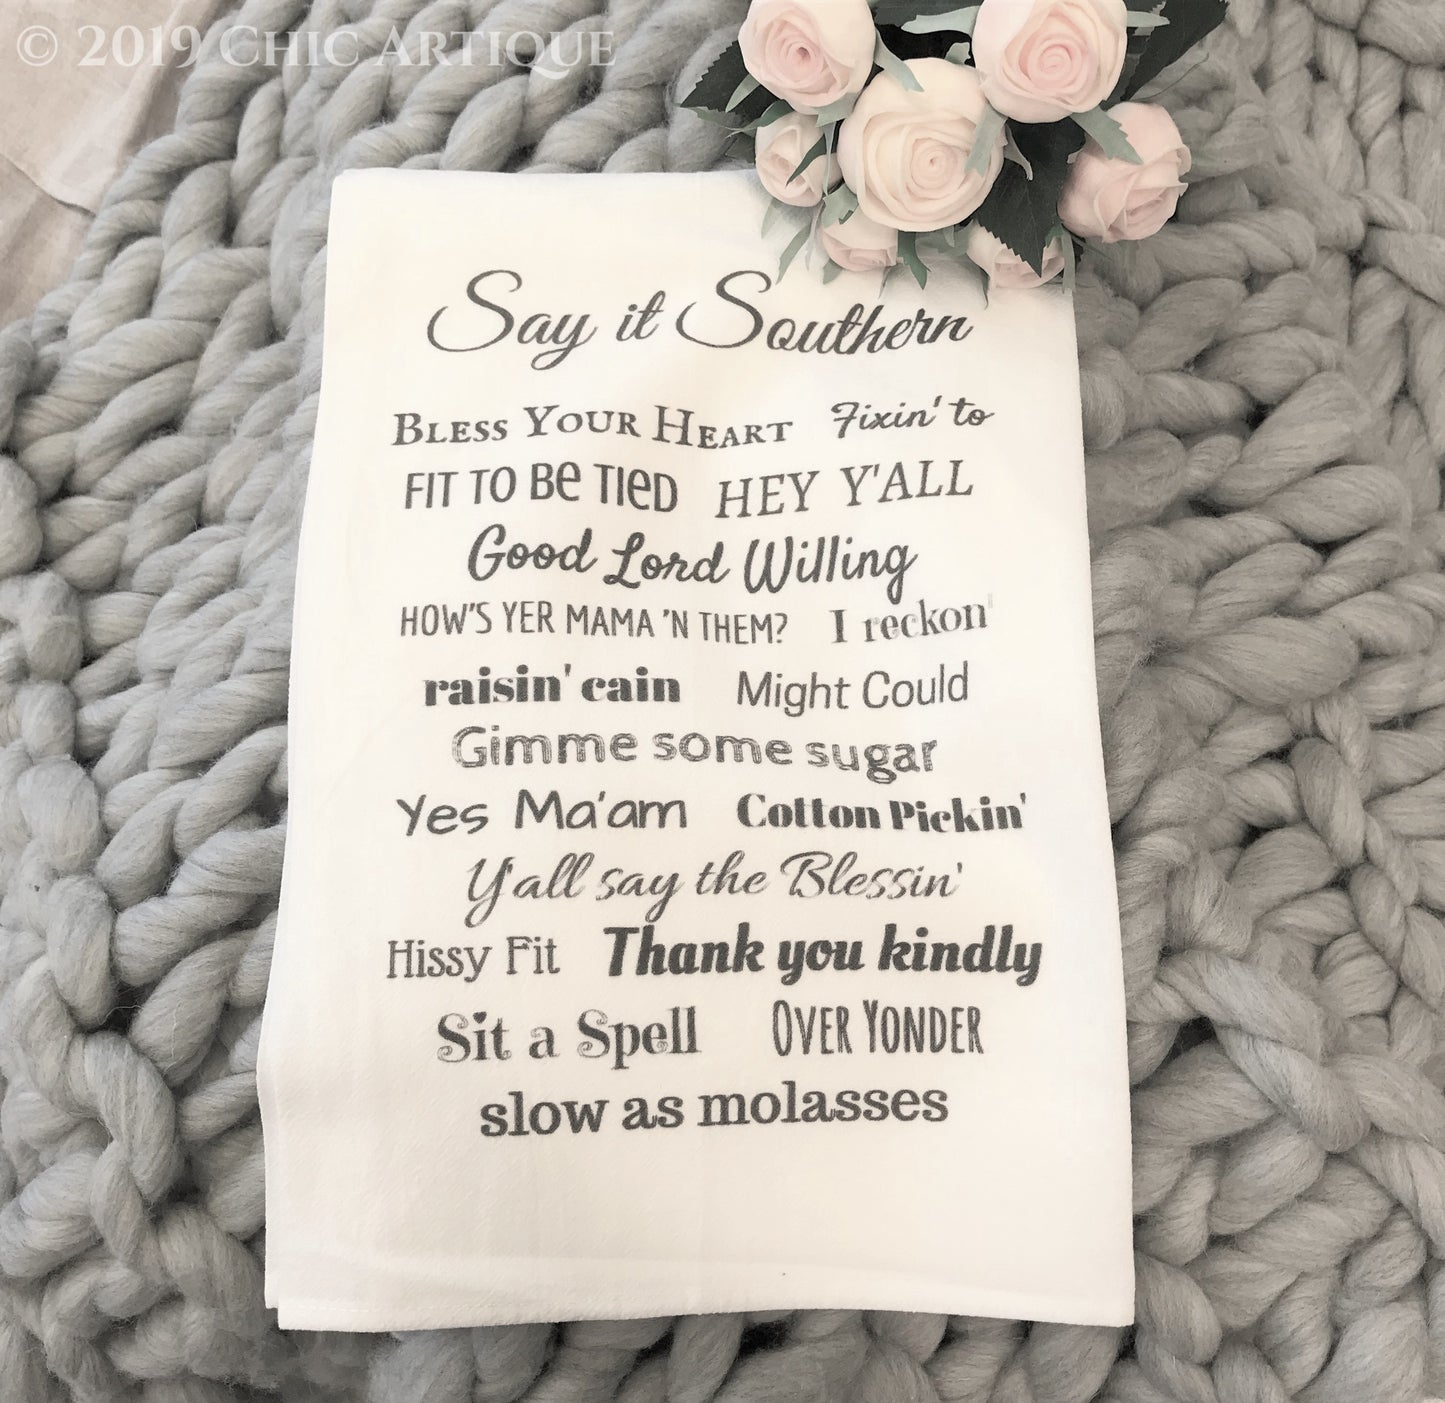 © 2019 Chic Artique
Say it Southern
Bless Your Heart Fixin' to
FIT TO Be TIeD HEY Y'ALL
Good Lord Willing
HOW'S YER MAMA 'N THEM? I reckon'
raisin' cain Might Could
Gimme some sugar
Yes Ma'am Cotton Pickin'
Y'all say the Blessin'
Hissy Fit Thank you kindly
Sit a Spell OVER YONDER
slow as molasses